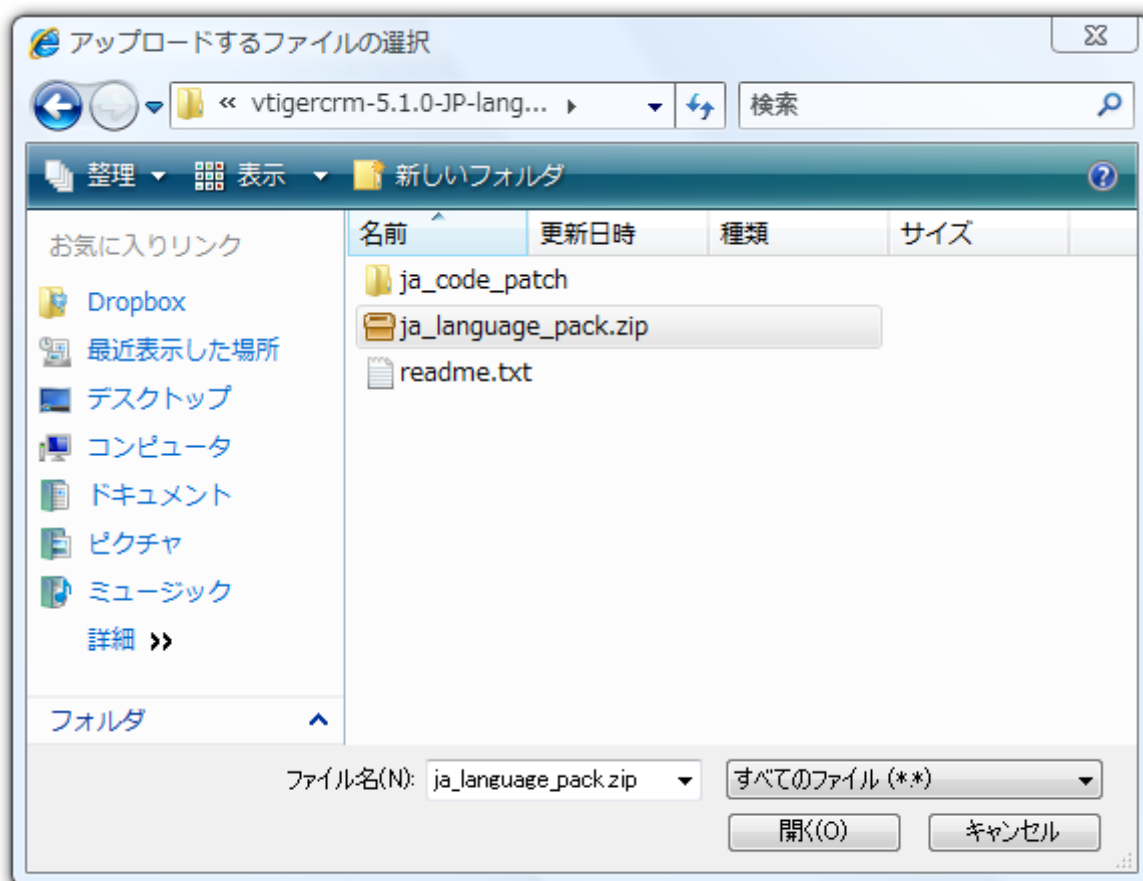 アップロードするファイルの選択
« vtigercrm-5.1.0-JP-lang...
検索
整理 表示 新しいフォルダ
お気に入りリンク
Dropbox
最近表示した場所
デスクトップ
コンピュータ
ドキュメント
ピクチャ
ミュージック
詳細 »
フォルダ
名前 更新日時 種類 サイズ
ja_code_patch
ja_language_pack.zip
readme.txt
ファイル名(N): ja_language_pack.zip すべてのファイル (*.*)
開く(O) キャンセル